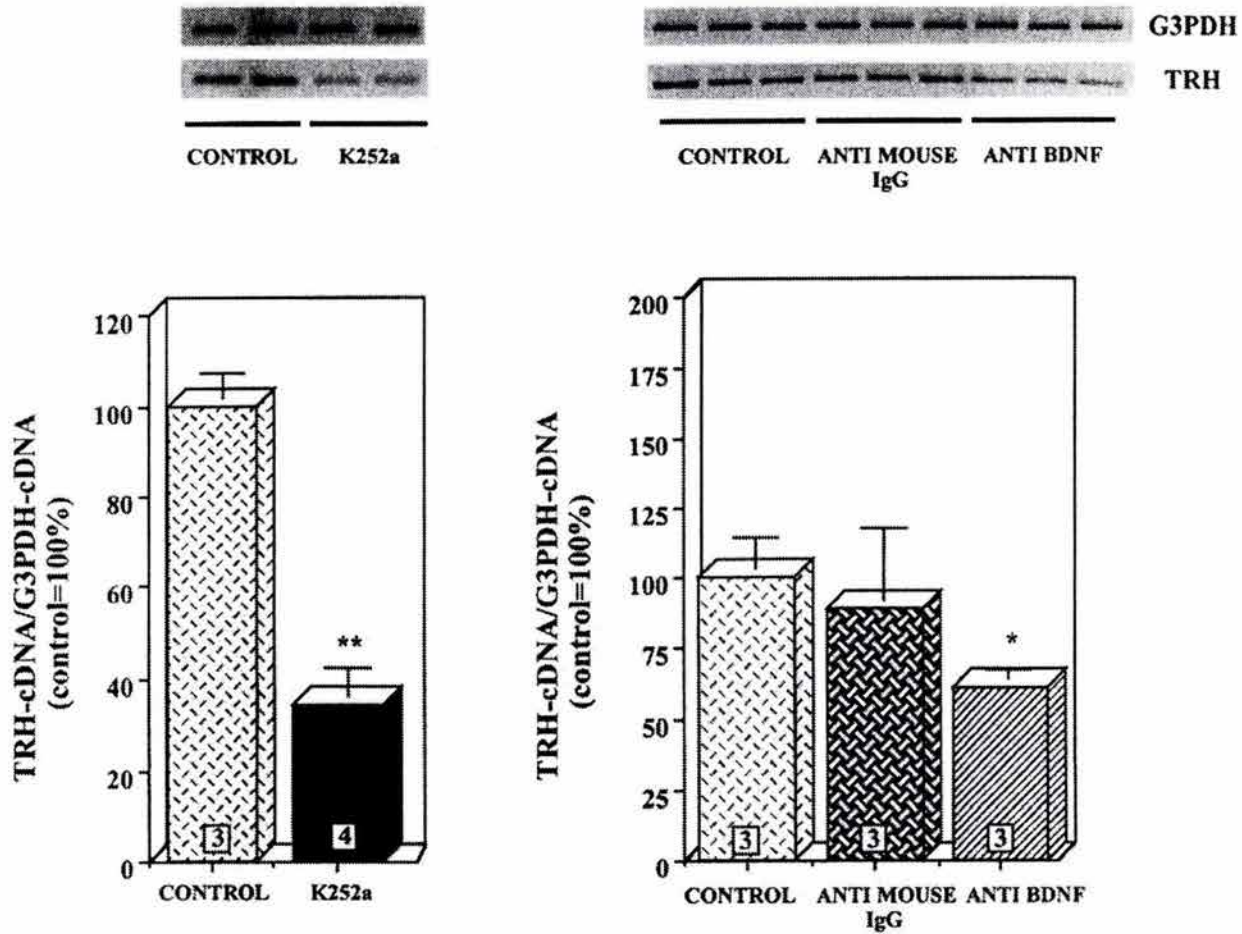 G3PDH
TRH
CONTROL K252a
CONTROL ANTI MOUSE IgG ANTI BDNF
TRH-cDNA/G3PDH-cDNA
(control=100%)
120
100
80
60
40
20
0
**
3
4
CONTROL K252a
TRH-cDNA/G3PDH-cDNA
(control=100%)
200
175
150
125
100
75
50
25
0
*
3
3
3
CONTROL ANTI MOUSE IgG ANTI BDNF